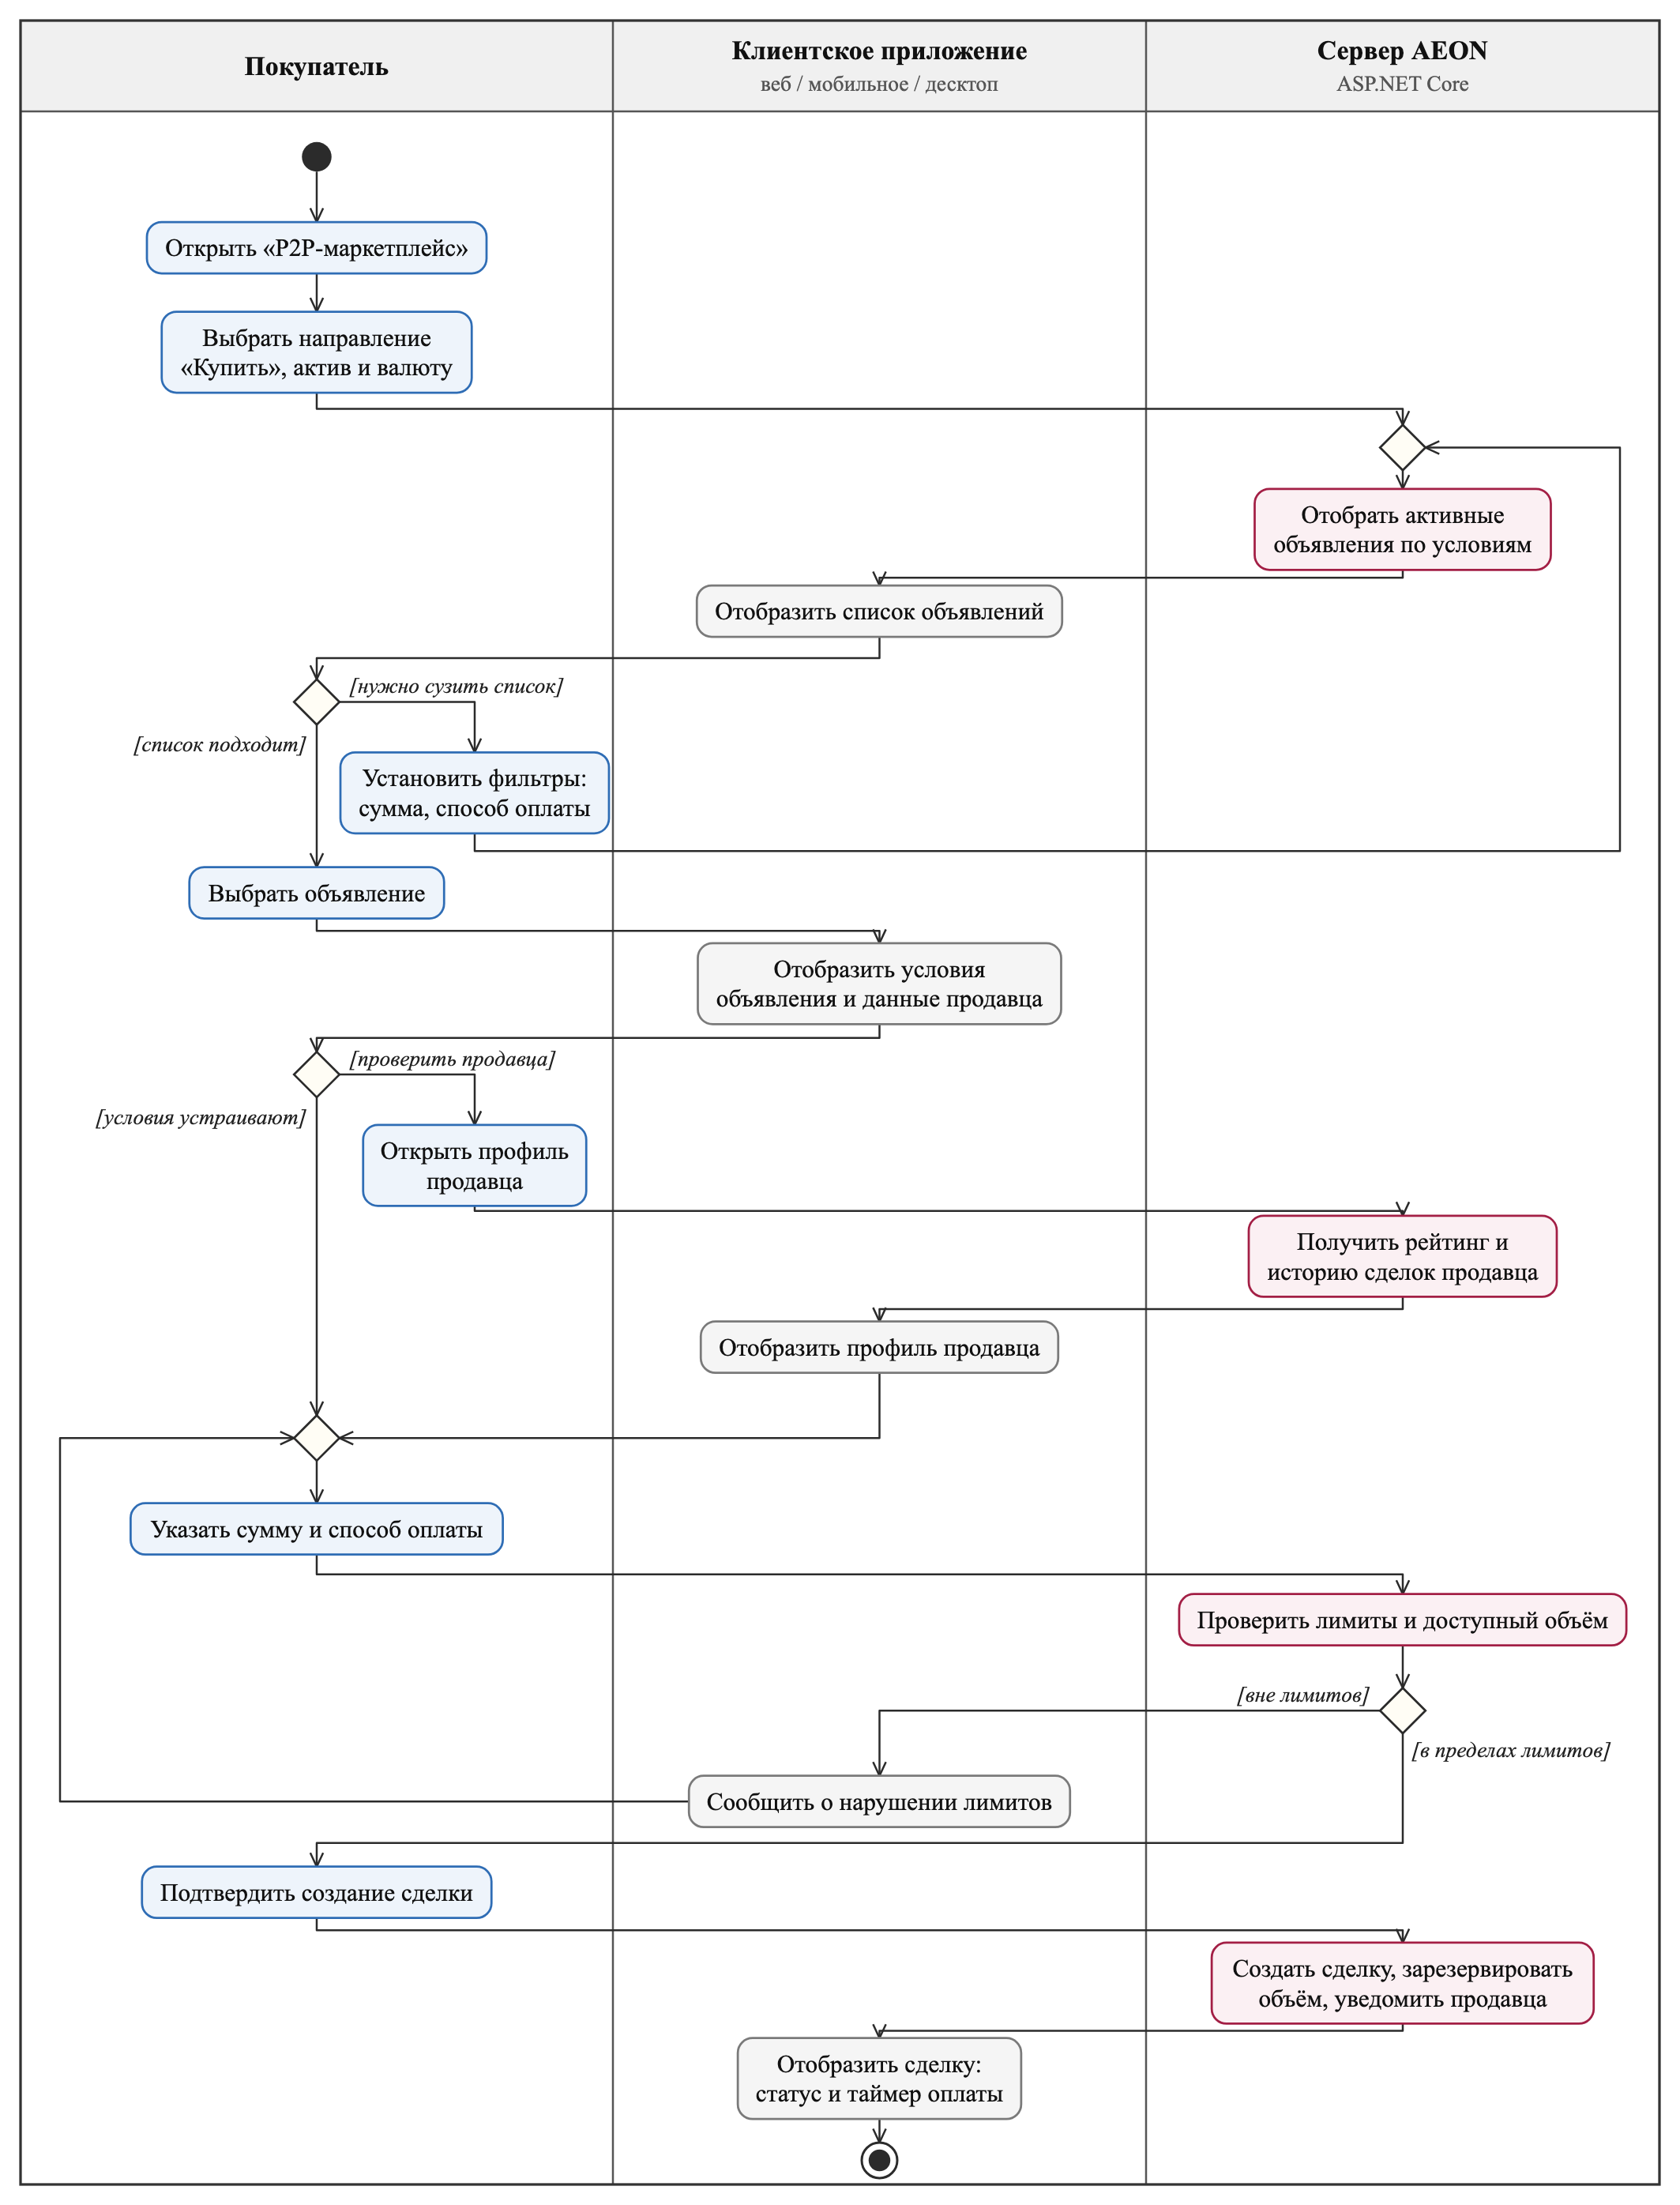 Покупатель
Клиентское приложение
веб / мобильное / десктоп
Сервер AEON
ASP.NET Core
Открыть «P2P-маркетплейс»
Выбрать направление
«Купить», актив и валюту
Отобрать активные
объявления по условиям
Отобразить список объявлений
[нужно сузить список]
[список подходит]
Установить фильтры:
сумма, способ оплаты
Выбрать объявление
Отобразить условия
объявления и данные продавца
[проверить продавца]
[условия устраивают]
Открыть профиль
продавца
Получить рейтинг и
историю сделок продавца
Отобразить профиль продавца
Указать сумму и способ оплаты
Проверить лимиты и доступный объём
[вне лимитов]
[в пределах лимитов]
Сообщить о нарушении лимитов
Подтвердить создание сделки
Создать сделку, зарезервировать
объём, уведомить продавца
Отобразить сделку:
статус и таймер оплаты